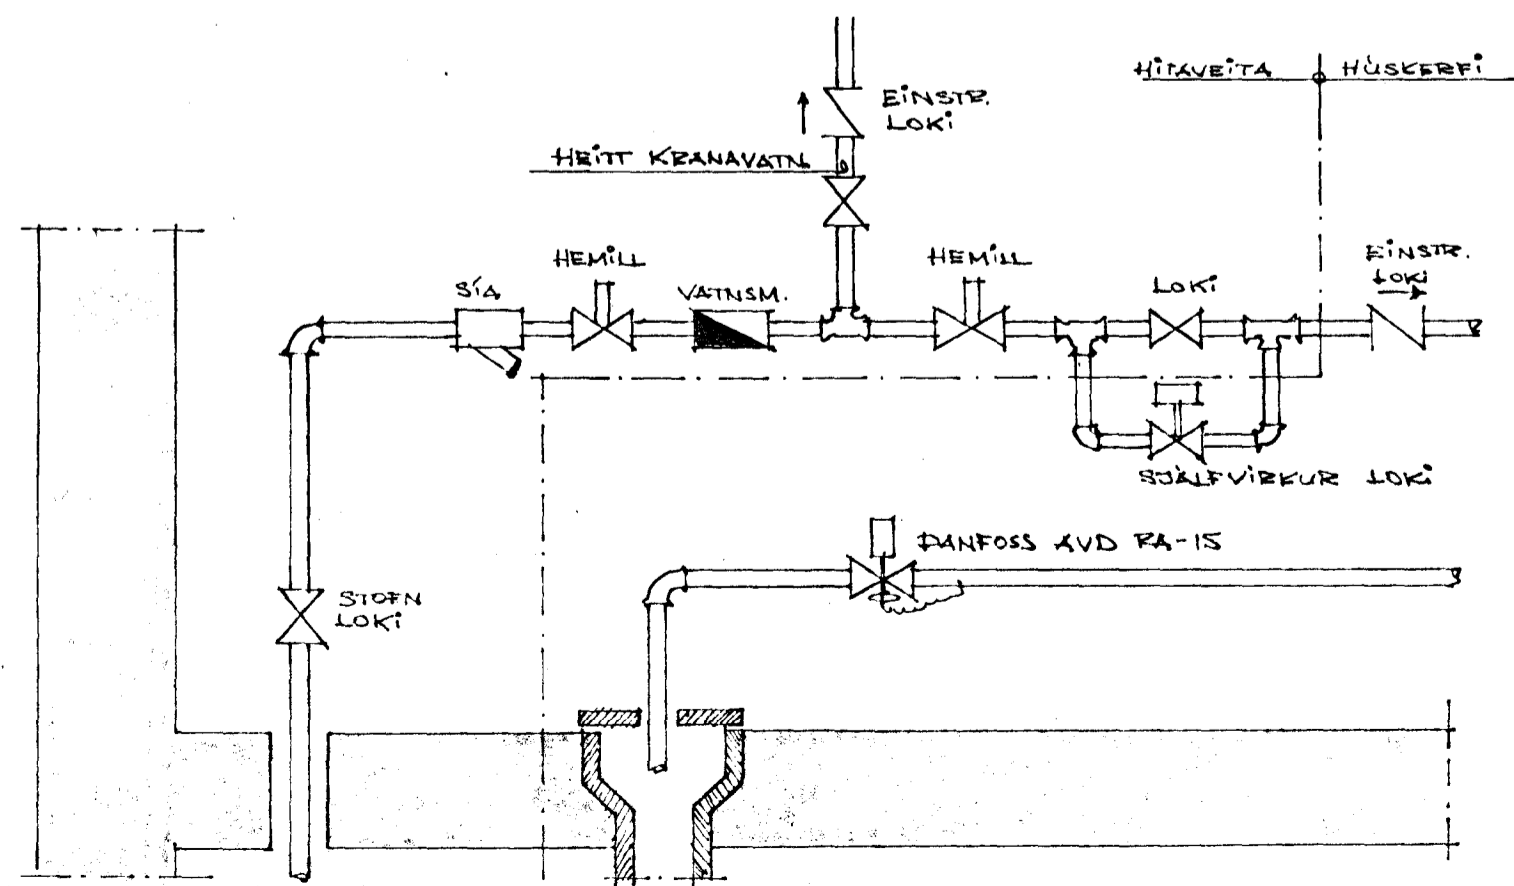 HITAVEITA HÚSKERFI
EINSTR.
LOKI
HEITT KRANAVATN.
HEMILL
HEMILL
EINSTR.
LOKI
SÍA
VATNSM.
LOKI
SJÁLFVIRKUR LOKI
DANFOSS AVD RA-15
STOFN
LOKI